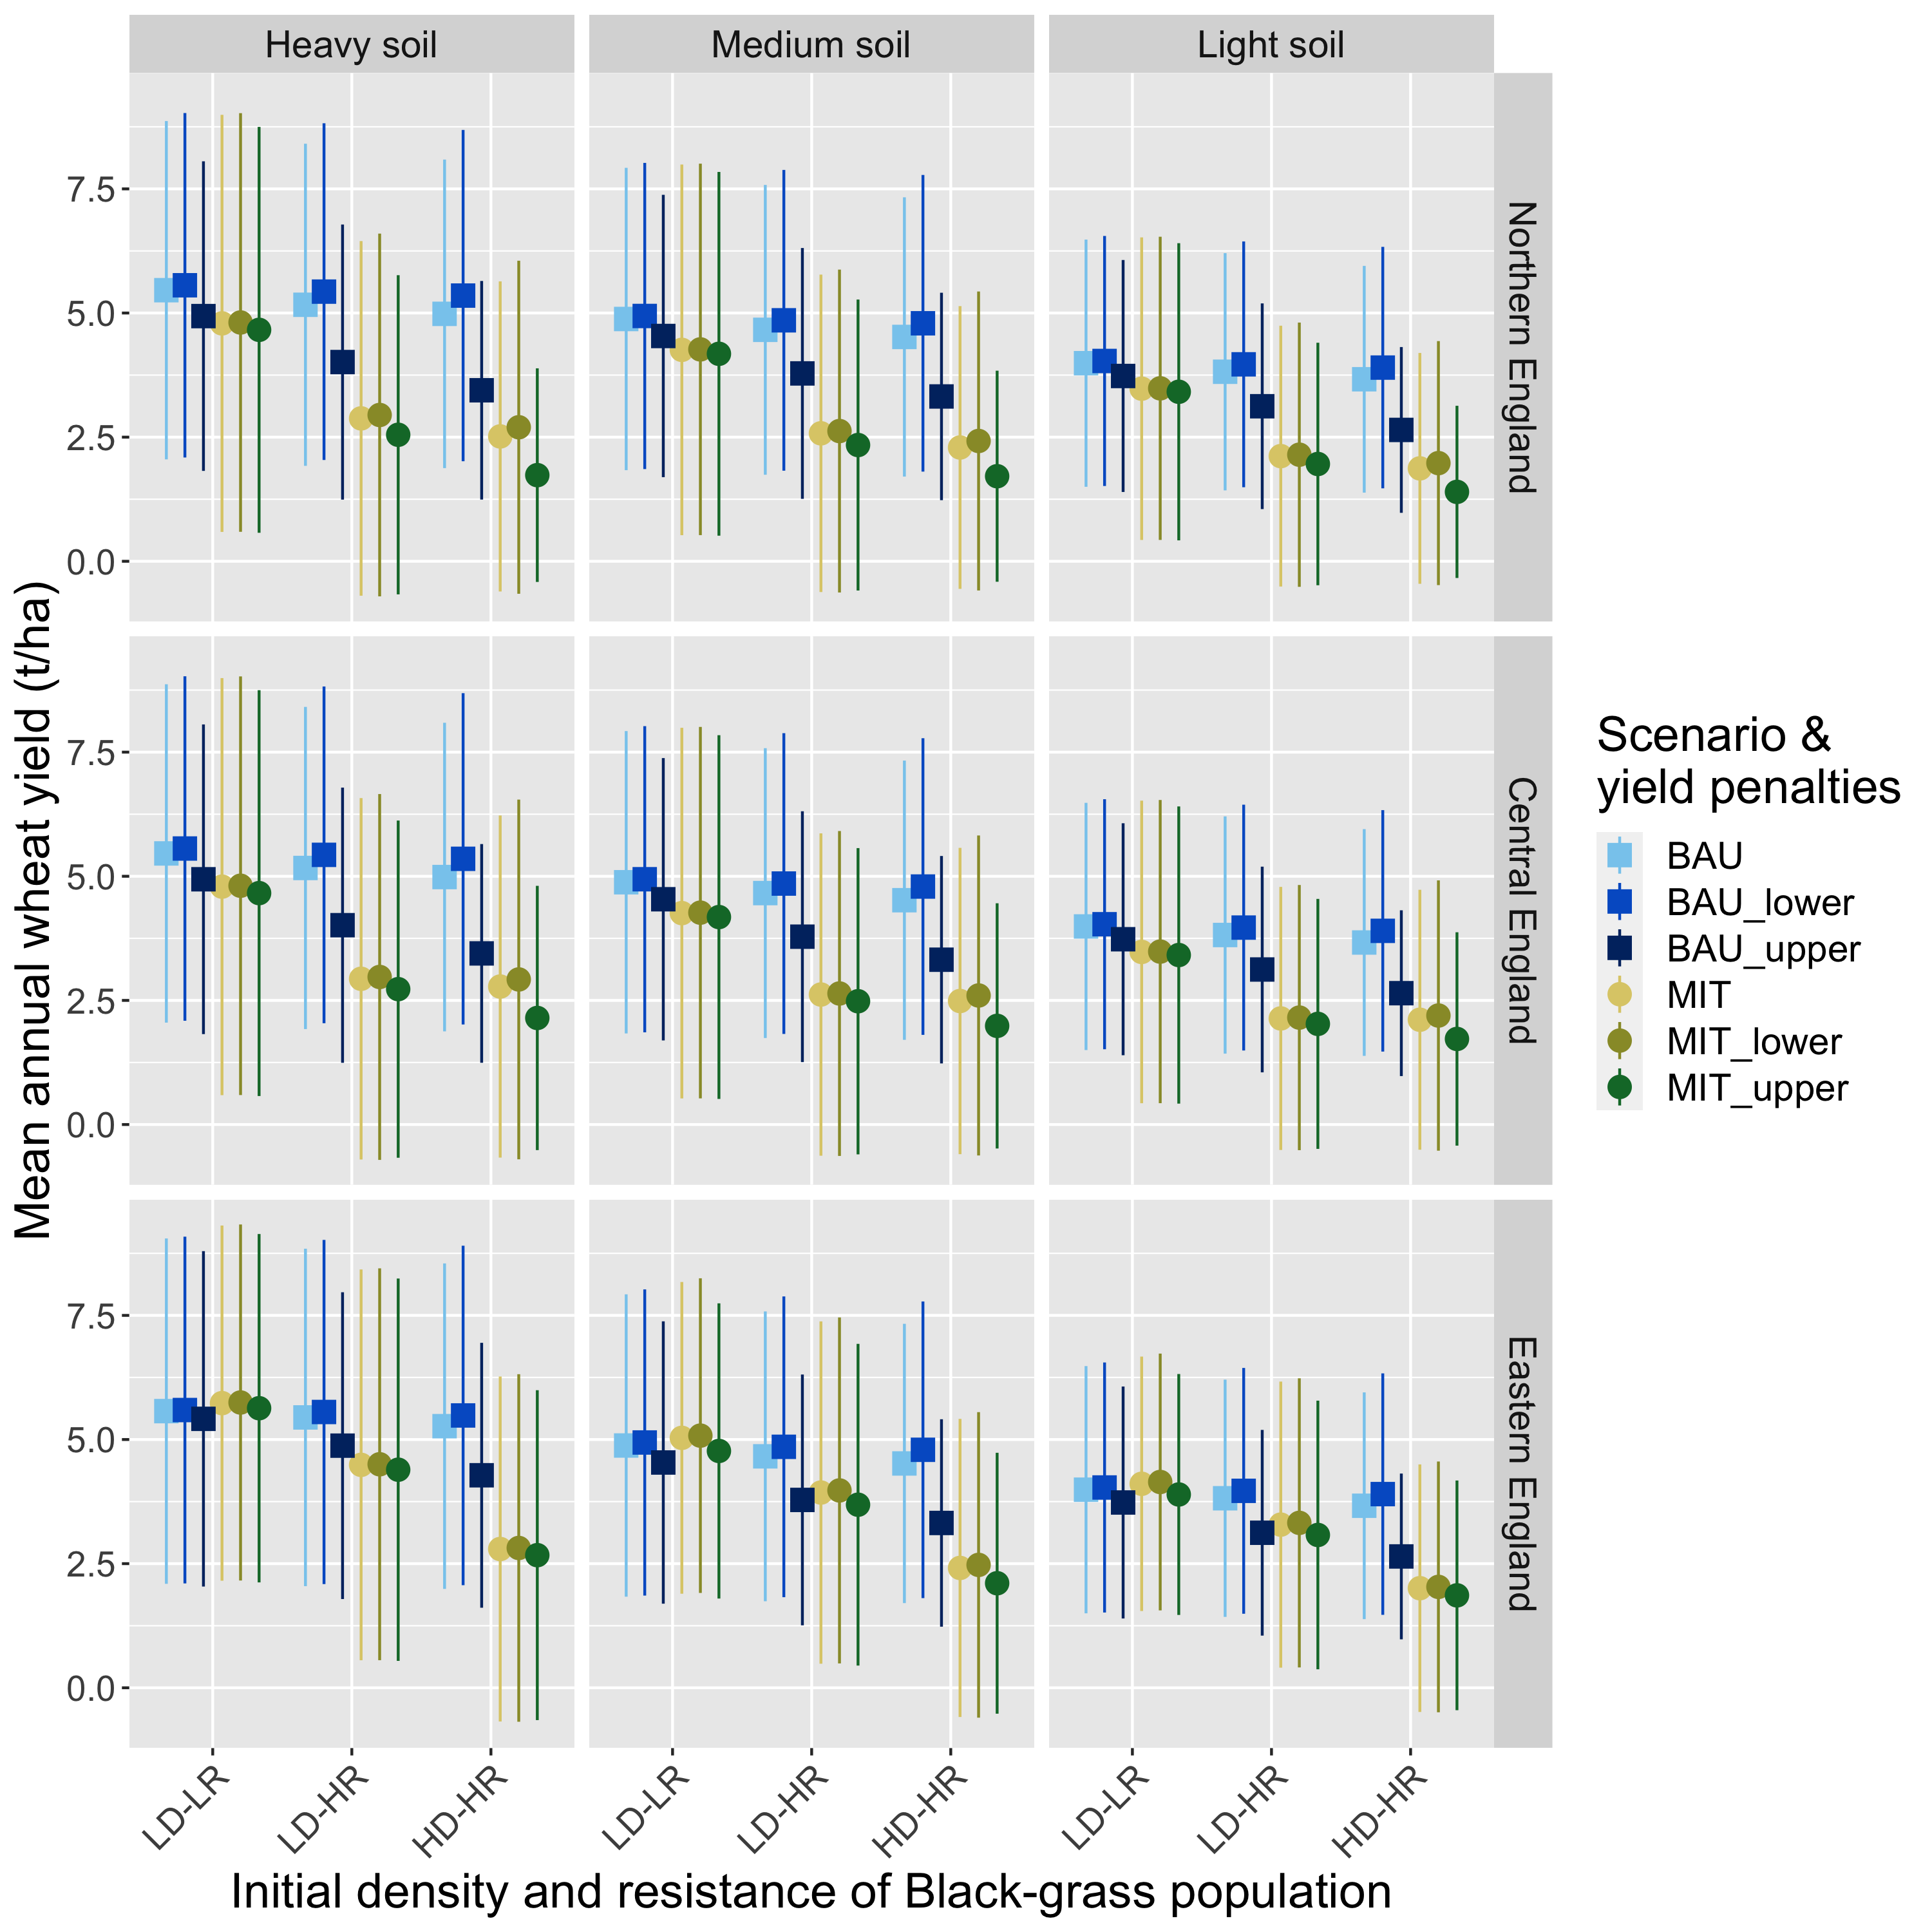 Heavy soil
Medium soil
Light soil
Northern England
7.5
5.0
2.5
0.0
Central England
7.5
5.0
2.5
0.0
Eastern England
7.5
5.0
2.5
0.0
Mean annual wheat yield (t/ha)
LD-LR
LD-HR
HD-HR
LD-LR
LD-HR
HD-HR
LD-LR
LD-HR
HD-HR
Initial density and resistance of Black-grass population
Scenario &
yield penalties
BAU
BAU_lower
BAU_upper
MIT
MIT_lower
MIT_upper